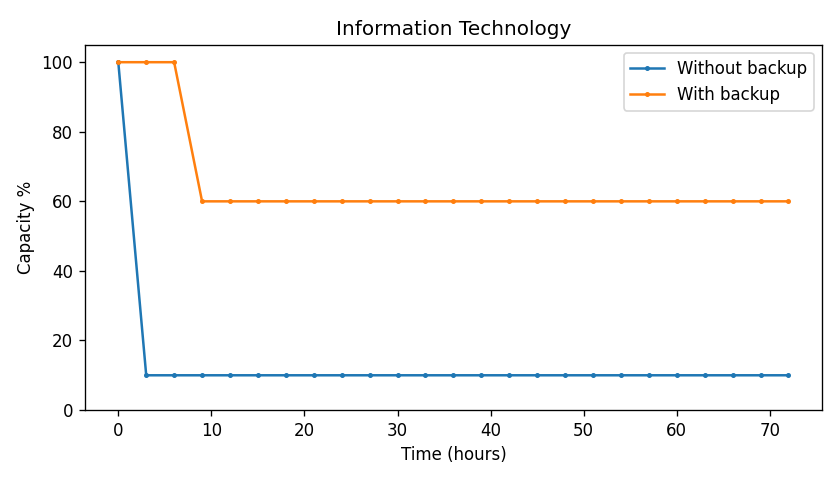 Information Technology
Without backup
With backup
Capacity %
100
80
60
40
20
0
0 10 20 30 40 50 60 70
Time (hours)